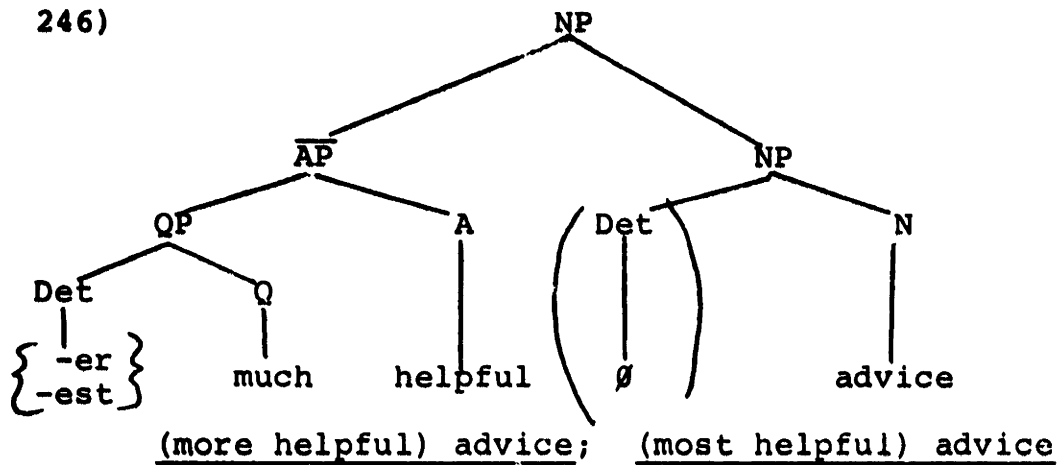 246) NP
AP NP
QP A Det N
Det Q
-er
-est much helpful ø advice
(more helpful) advice; (most helpful) advice